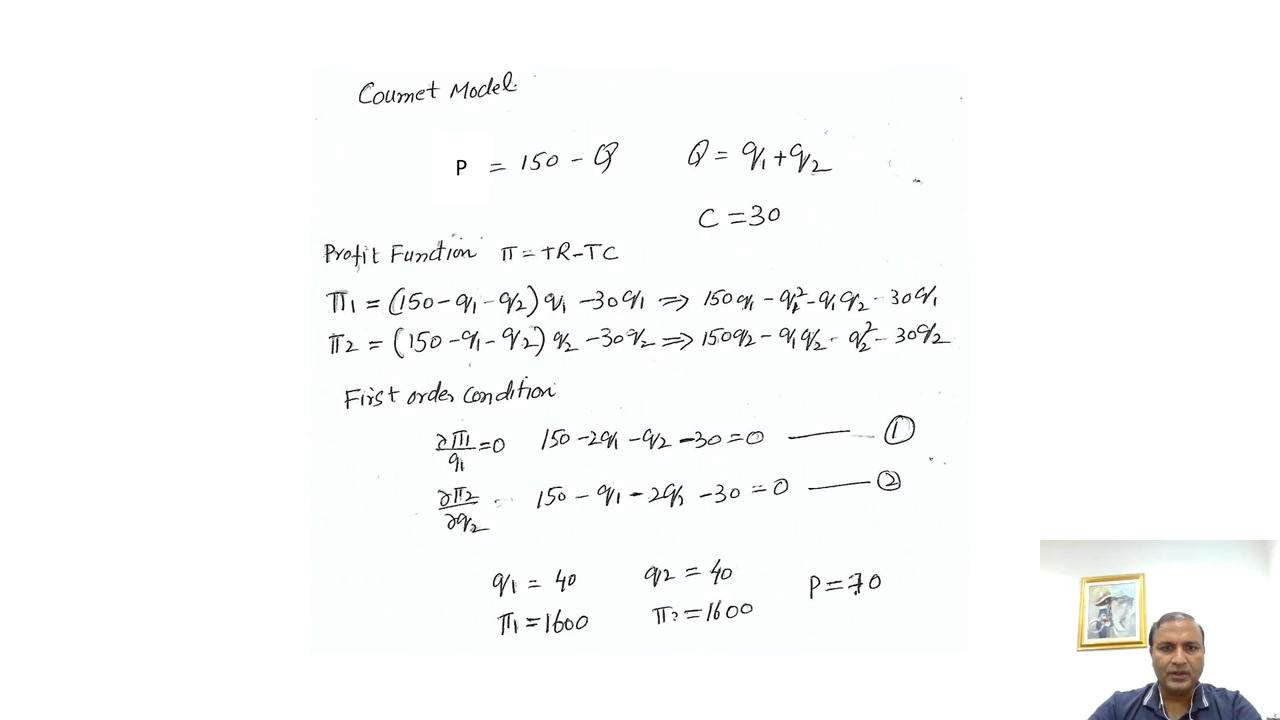 Cournet Model
P = 150 - Q Q = q1 + q2
C = 30
Profit Function π = TR - TC
π1 = (150 - q1 - q2) q1 - 30q1 ⇒ 150q1 - q1² - q1q2 - 30q1
π2 = (150 - q1 - q2) q2 - 30q2 ⇒ 150q2 - q1q2 - q2² - 30q2
First order condition
∂π1/q1 = 0 150 - 2q1 - q2 - 30 = 0 —— ①
∂π2/∂q2 150 - q1 - 2q2 - 30 = 0 —— ②
q1 = 40 q2 = 40 P = 70
π1 = 1600 π2 = 1600